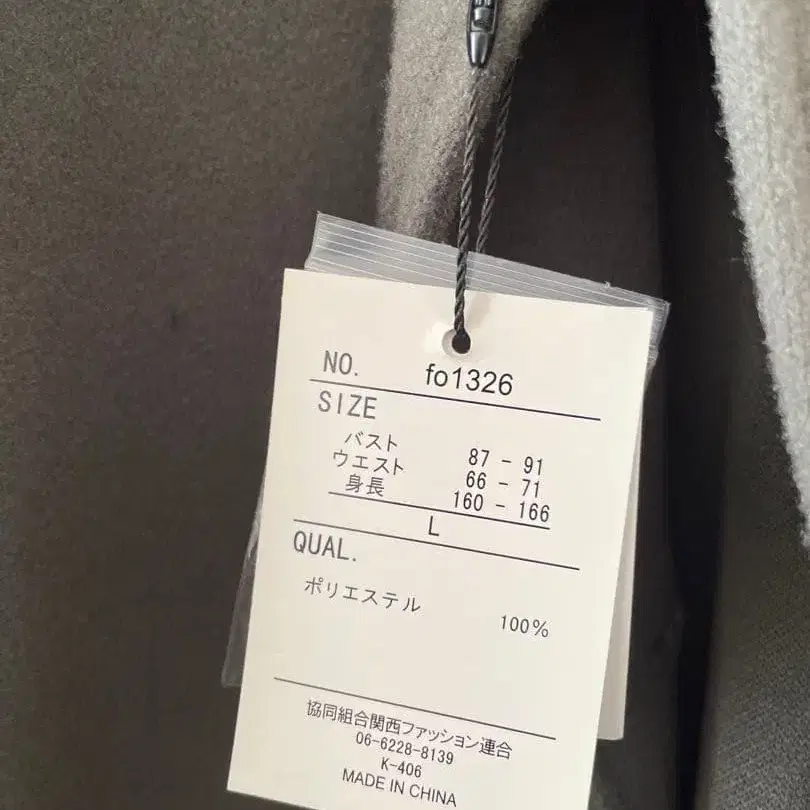 NO. fo1326
SIZE
バスト 87 - 91
ウエスト 66 - 71
身長 160 - 166
L
QUAL.
ポリエステル 100%
協同組合関西ファッション連合
06-6228-8139
K-406
MADE IN CHINA